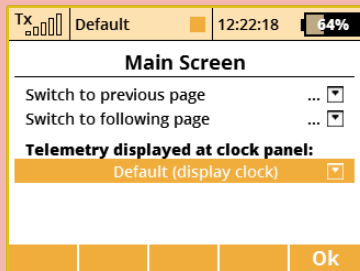 Tx Default 12:22:18 64%
Main Screen
Switch to previous page ...
Switch to following page ...
Telemetry displayed at clock panel:
Default (display clock)
Ok